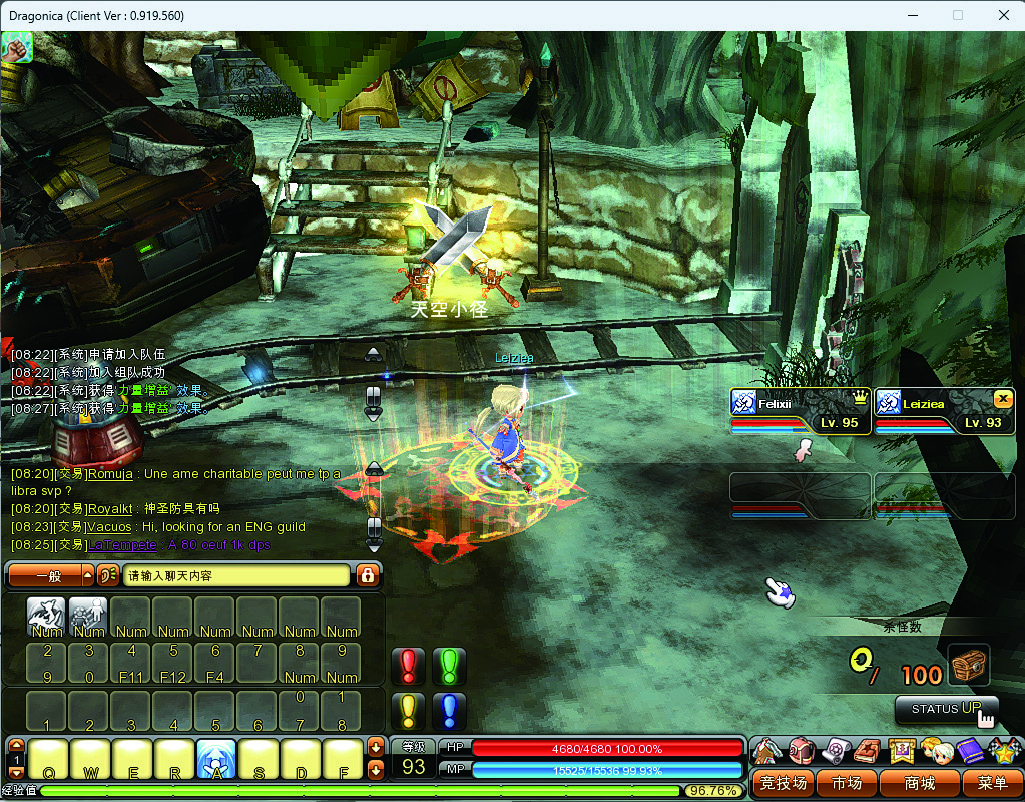 Dragonica (Client Ver : 0.919.560)
天空小径
Leiziea
[08:22][系统]申请加入队伍
[08:22][系统]加入组队成功
[08:22][系统]获得'力量增益' 效果。
[08:27][系统]获得'力量增益' 效果。
Felixii
Lv. 95
Leiziea
Lv. 93
[08:20][交易]Romuja : Une ame charitable peut me tp a
libra svp ?
[08:20][交易]Royalkt : 神圣防具有吗
[08:23][交易]Vacuos : Hi, looking for an ENG guild
[08:25][交易]LaTempete : A 80 oeuf 1k dps
一般
请输入聊天内容
Num Num Num Num Num Num Num Num
2 3 4 5 6 7 8 9
9 0 F11 F12 F4 Num Num
0 1
1 2 3 4 5 6 7 8
杀怪数
0/ 100
STATUS UP
1
Q W E R A S D F
等级
93
HP
4680/4680 100.00%
MP
15525/15536 99.93%
经验值
96.76%
竞技场 市场 商城 菜单